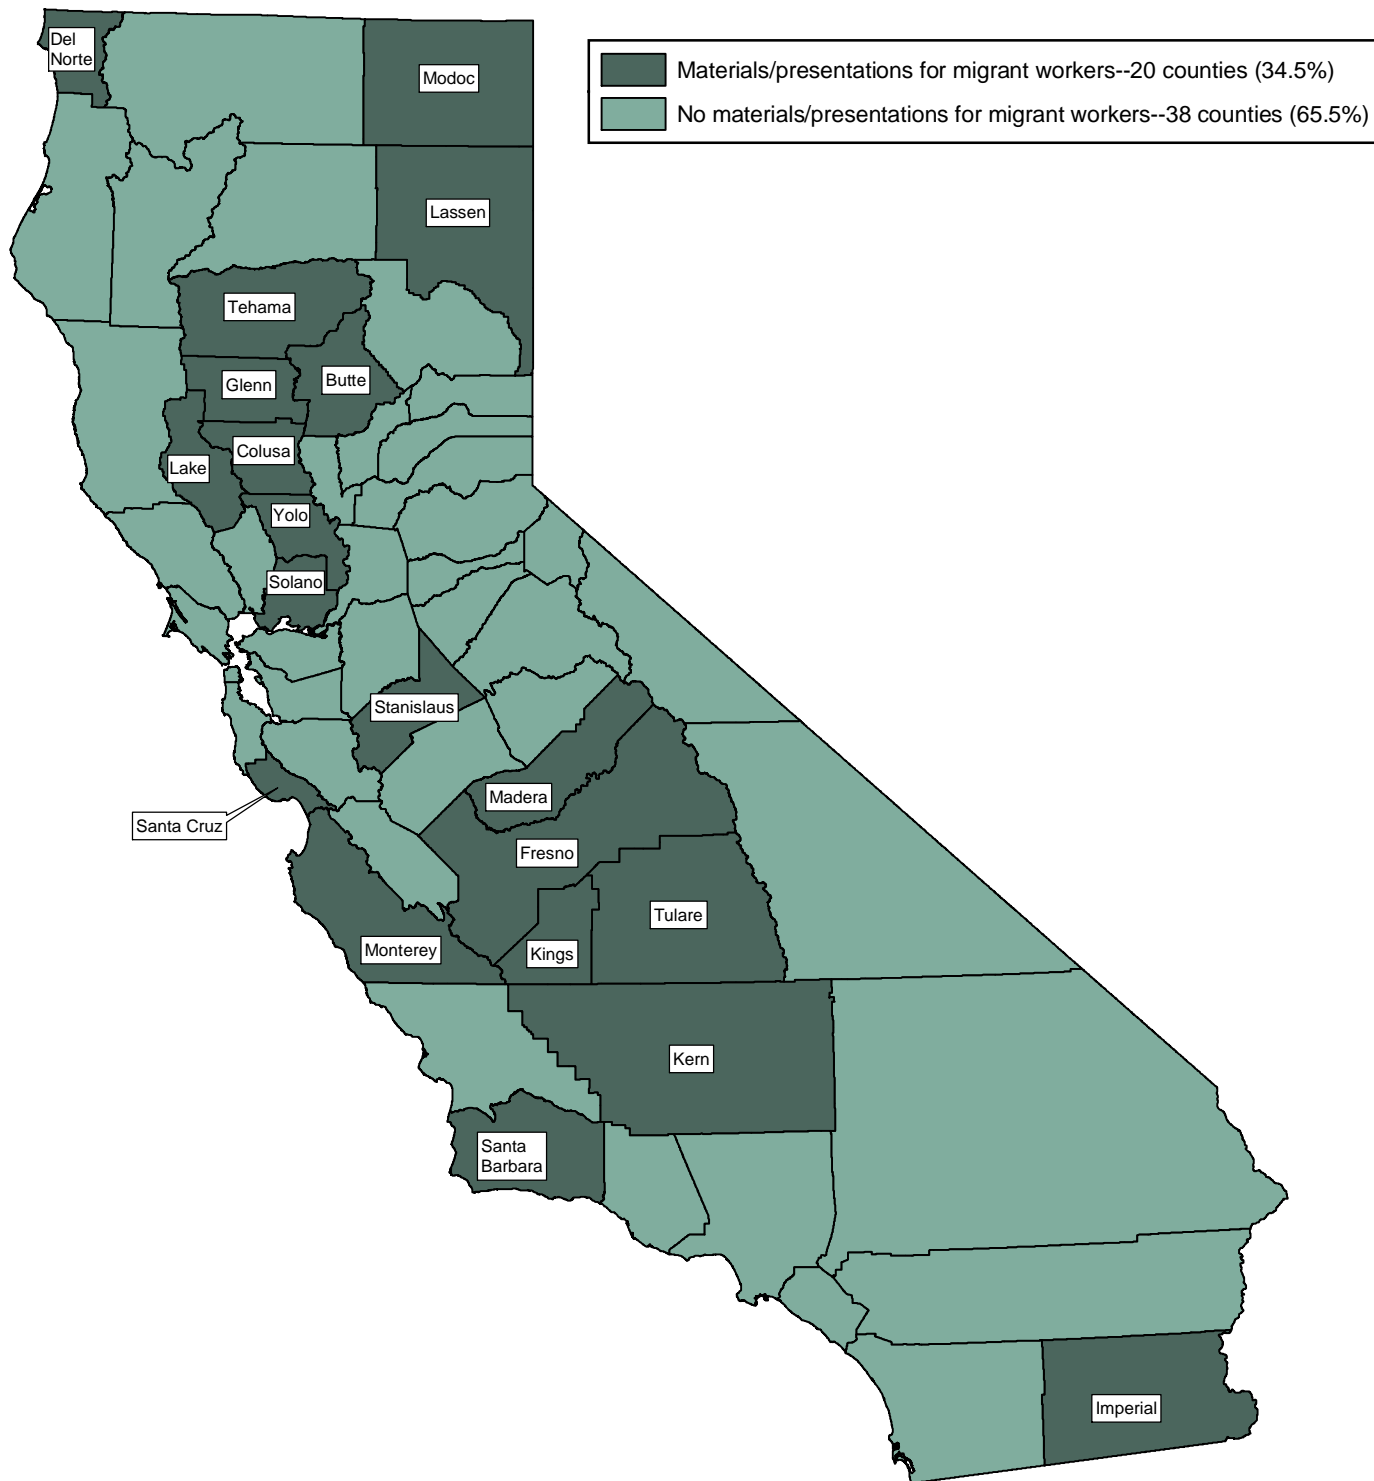 Del
Norte
Modoc
Materials/presentations for migrant workers--20 counties (34.5%)
No materials/presentations for migrant workers--38 counties (65.5%)
Lassen
Tehama
Glenn
Butte
Colusa
Lake
Yolo
Solano
Stanislaus
Madera
Santa Cruz
Fresno
Tulare
Monterey
Kings
Kern
Santa
Barbara
Imperial